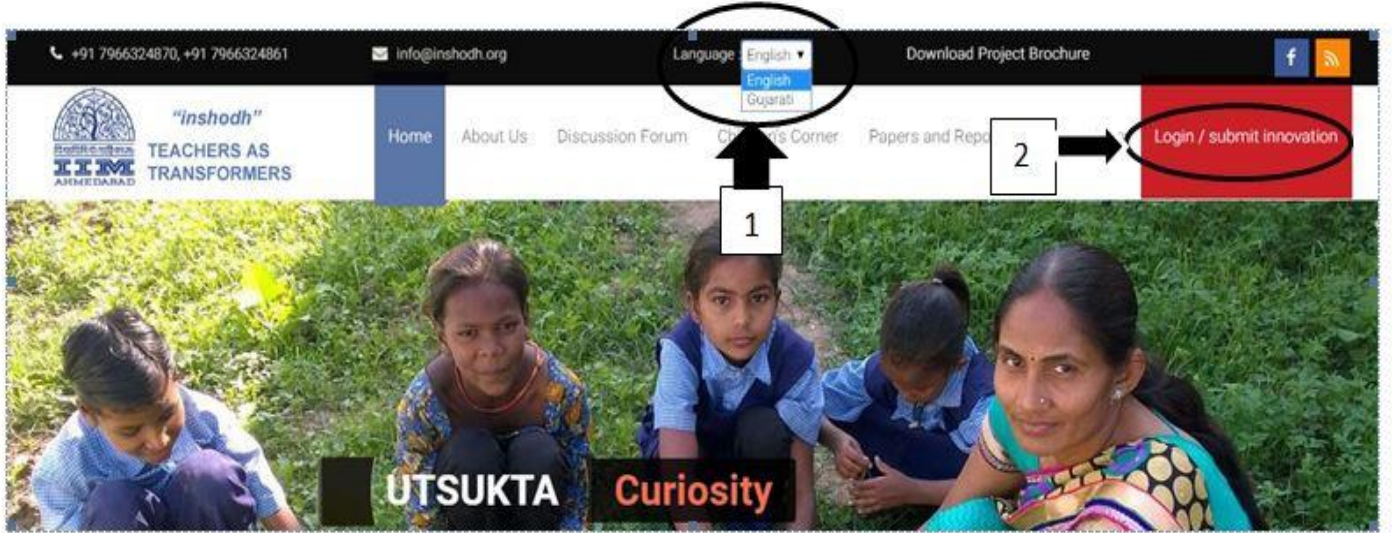 +91 7966324870, +91 7966324861 info@inshodh.org Language : English Download Project Brochure
English
Gujarati
"inshodh"
TEACHERS AS
TRANSFORMERS
IIM
AHMEDABAD
Home About Us Discussion Forum Corner Papers and 2 Login / submit innovation
1
UTSUKTA Curiosity